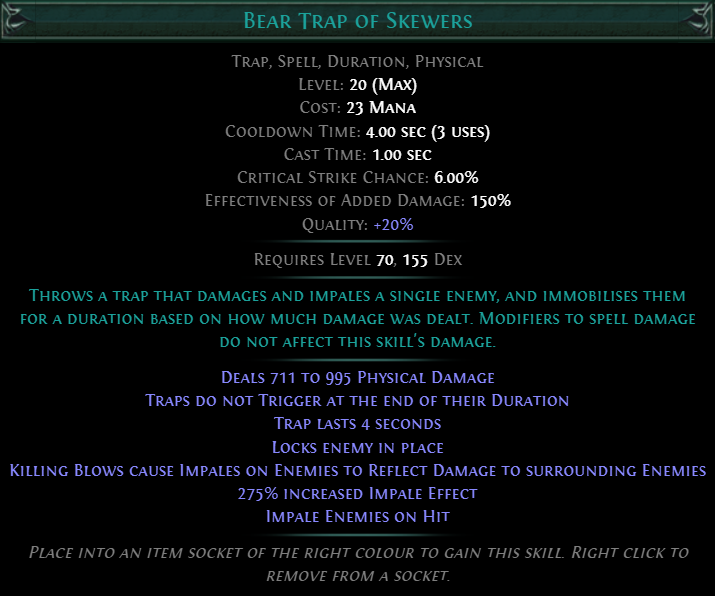 Bear Trap of Skewers
Trap, Spell, Duration, Physical
Level: 20 (Max)
Cost: 23 Mana
Cooldown Time: 4.00 sec (3 uses)
Cast Time: 1.00 sec
Critical Strike Chance: 6.00%
Effectiveness of Added Damage: 150%
Quality: +20%
Requires Level 70, 155 Dex
Throws a trap that damages and impales a single enemy, and immobilises them
for a duration based on how much damage was dealt. Modifiers to spell damage
do not affect this skill's damage.
Deals 711 to 995 Physical Damage
Traps do not Trigger at the end of their Duration
Trap lasts 4 seconds
Locks enemy in place
Killing Blows cause Impales on Enemies to Reflect Damage to surrounding Enemies
275% increased Impale Effect
Impale Enemies on Hit
Place into an item socket of the right colour to gain this skill. Right click to
remove from a socket.